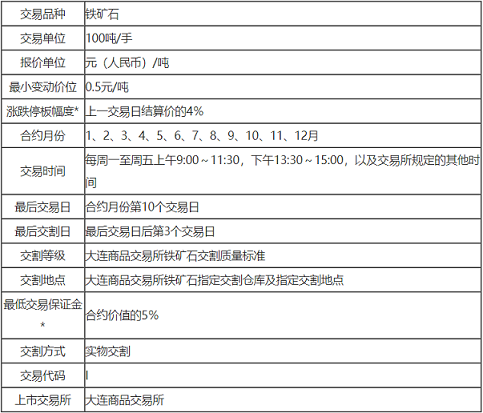 交易品种 铁矿石
交易单位 100吨/手
报价单位 元（人民币）/吨
最小变动价位 0.5元/吨
涨跌停板幅度* 上一交易日结算价的4%
合约月份 1、2、3、4、5、6、7、8、9、10、11、12月
交易时间 每周一至周五上午9:00～11:30，下午13:30～15:00，以及交易所规定的其他时
间
最后交易日 合约月份第10个交易日
最后交割日 最后交易日后第3个交易日
交割等级 大连商品交易所铁矿石交割质量标准
交割地点 大连商品交易所铁矿石指定交割仓库及指定交割地点
最低交易保证金
* 合约价值的5%
交割方式 实物交割
交易代码 I
上市交易所 大连商品交易所